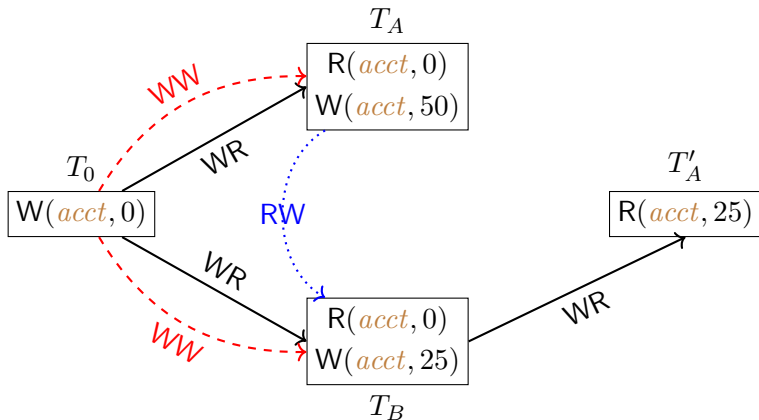 T_A
R(acct, 0)
W(acct, 50)
WW
WR
T_0
W(acct, 0)
RW
T'_A
R(acct, 25)
WR
WW
R(acct, 0)
W(acct, 25)
WR
T_B